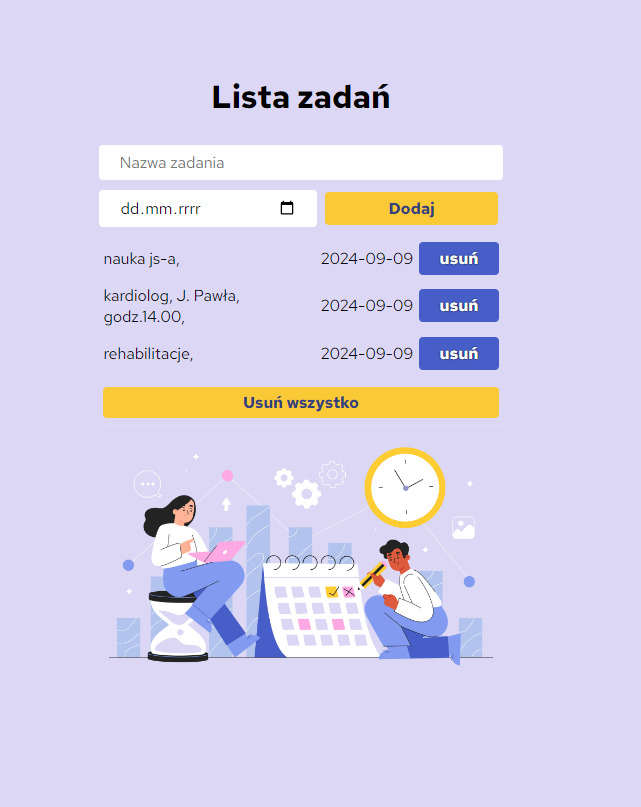 Lista zadań
Nazwa zadania
dd.mm.rrrr
Dodaj
nauka js-a, 2024-09-09 usuń
kardiolog, J. Pawła,
godz.14.00, 2024-09-09 usuń
rehabilitacje, 2024-09-09 usuń
Usuń wszystko